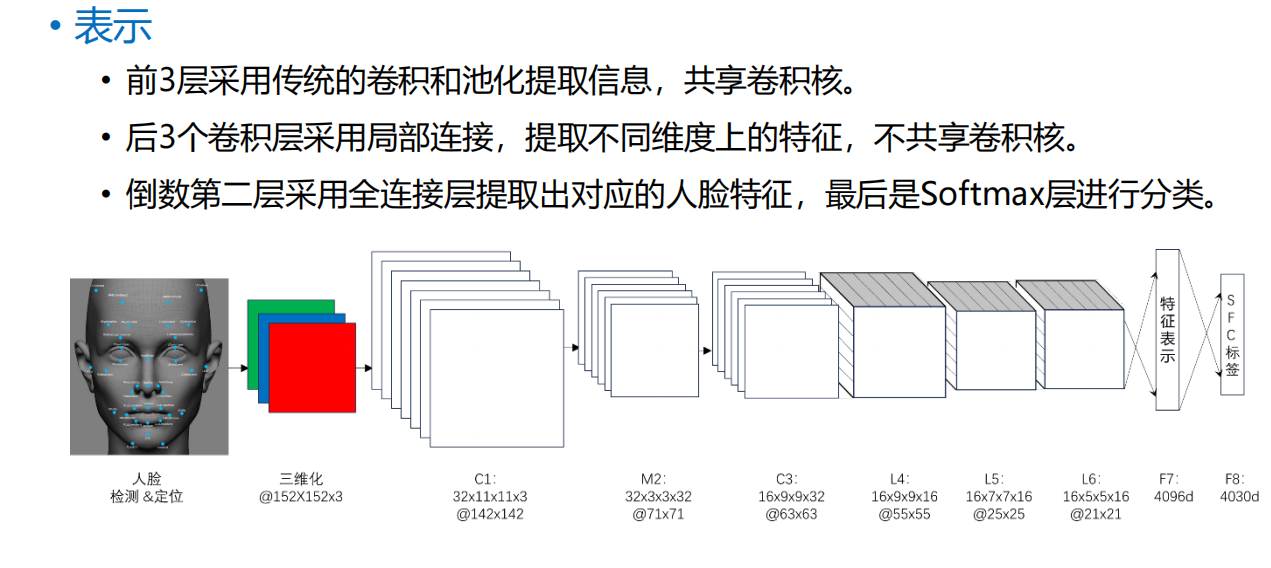 • 表示
• 前3层采用传统的卷积和池化提取信息，共享卷积核。
• 后3个卷积层采用局部连接，提取不同维度上的特征，不共享卷积核。
• 倒数第二层采用全连接层提取出对应的人脸特征，最后是Softmax层进行分类。
特征表示
SFC标签
人脸
检测 &定位
三维化
@152X152x3
C1:
32x11x11x3
@142x142
M2:
32x3x3x32
@71x71
C3:
16x9x9x32
@63x63
L4:
16x9x9x16
@55x55
L5:
16x7x7x16
@25x25
L6:
16x5x5x16
@21x21
F7:
4096d
F8:
4030d